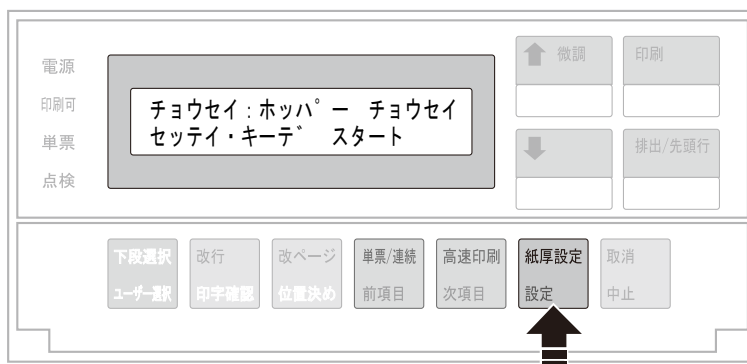 電源
印刷可
単票
点検
チョウセイ:ホッパ゜ー チョウセイ
セッテイ・キーデ゛ スタート
微調
印刷
排出/先頭行
下段選択
ユーザー選択
改行
印字確認
改ページ
位置決め
単票/連続
前項目
高速印刷
次項目
紙厚設定
設定
取消
中止